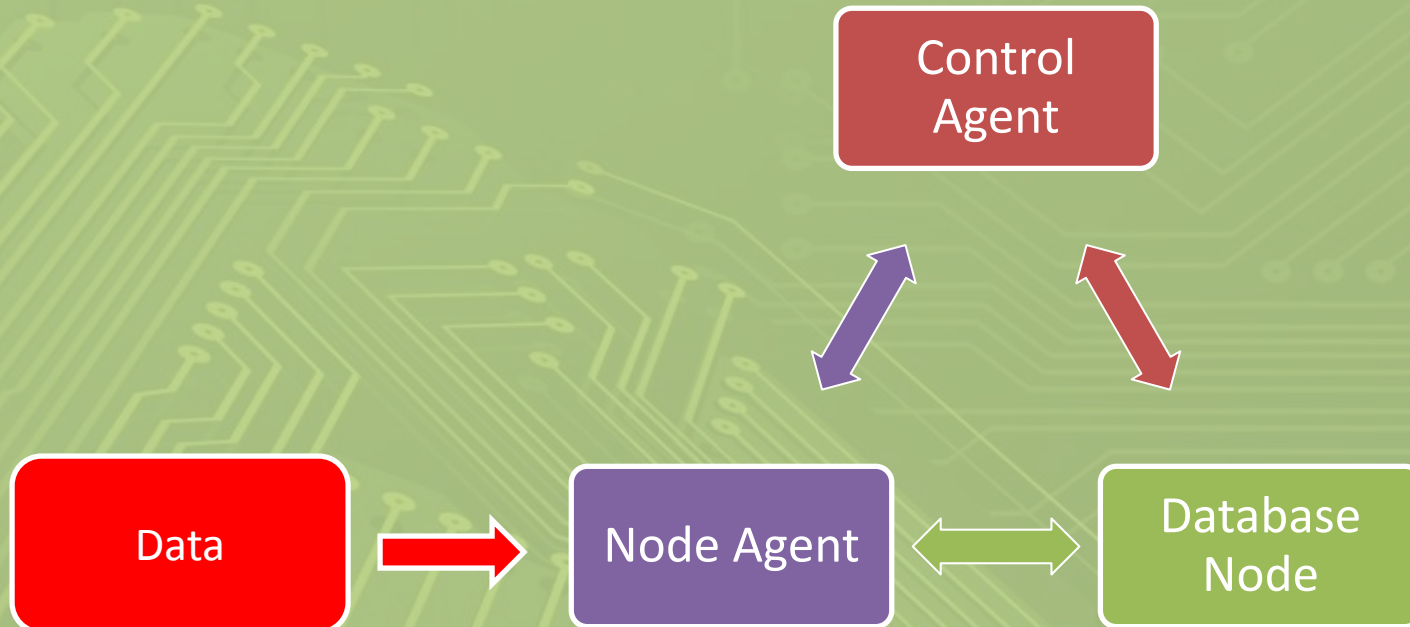 Control
Agent
Data
Node Agent
Database
Node